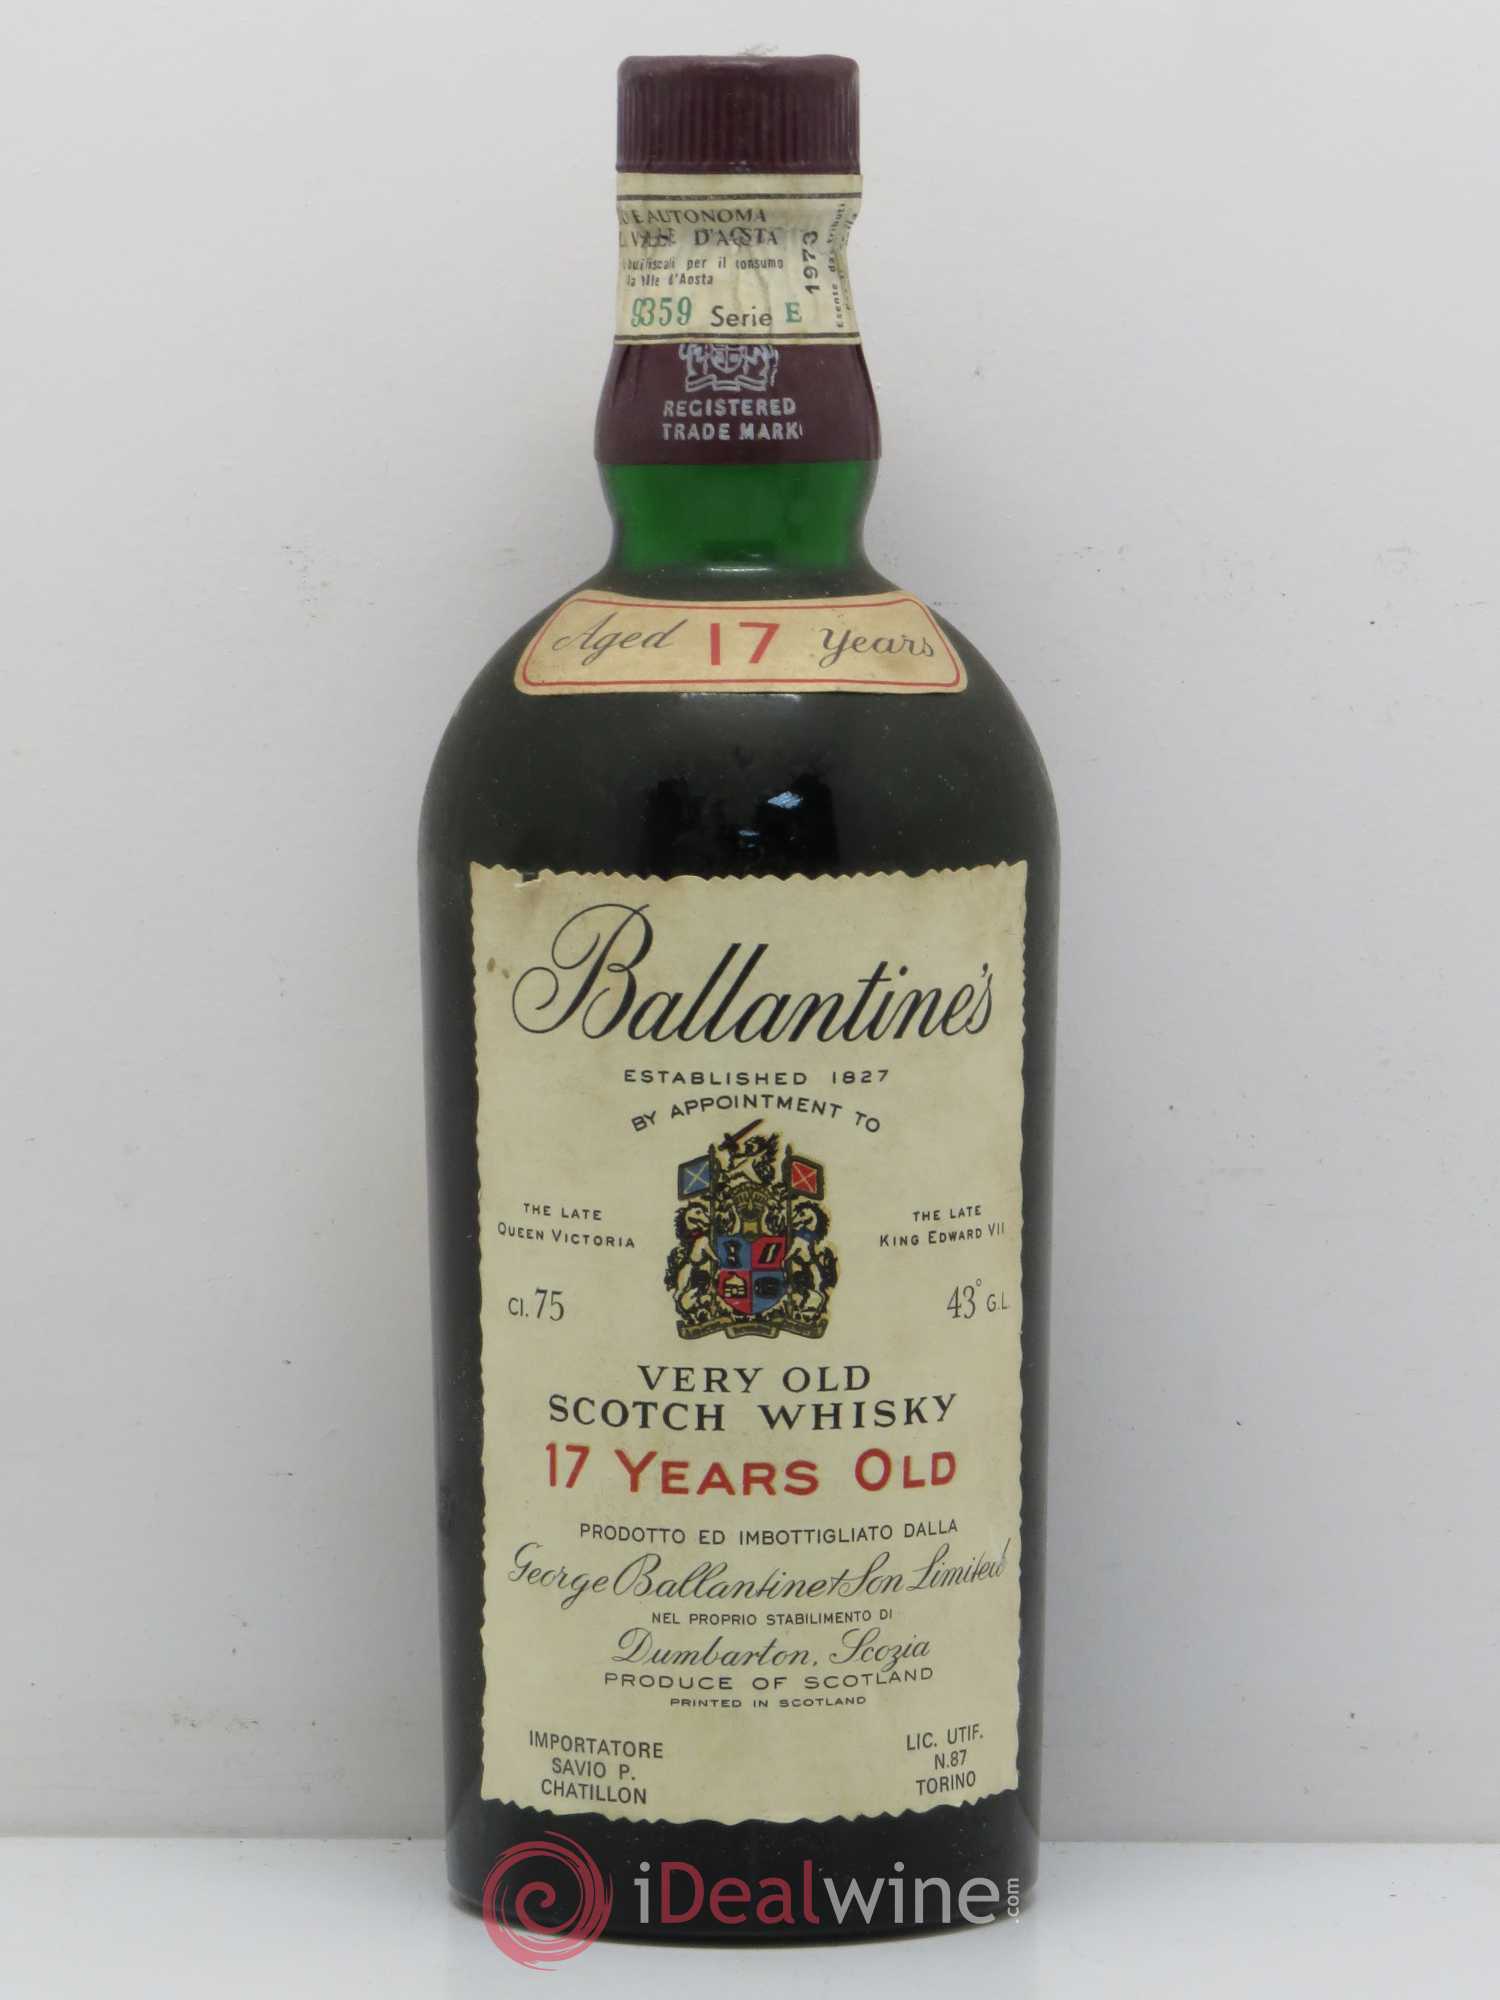 E AUTONOMA
VALLE D'AOSTA
per il consumo
d'Aosta
1973
9359 Serie E
REGISTERED
TRADE MARK
Aged 17 Years
Ballantine's
ESTABLISHED 1827
BY APPOINTMENT TO
THE LATE
QUEEN VICTORIA
THE LATE
KING EDWARD VII
Cl. 75
43° G.L.
VERY OLD
SCOTCH WHISKY
17 YEARS OLD
PRODOTTO ED IMBOTTIGLIATO DALLA
George Ballantine & Son Limited
NEL PROPRIO STABILIMENTO DI
Dumbarton, Scozia
PRODUCE OF SCOTLAND
PRINTED IN SCOTLAND
IMPORTATORE
SAVIO P.
CHATILLON
LIC. UTIF.
N.87
TORINO
iDealwine.com